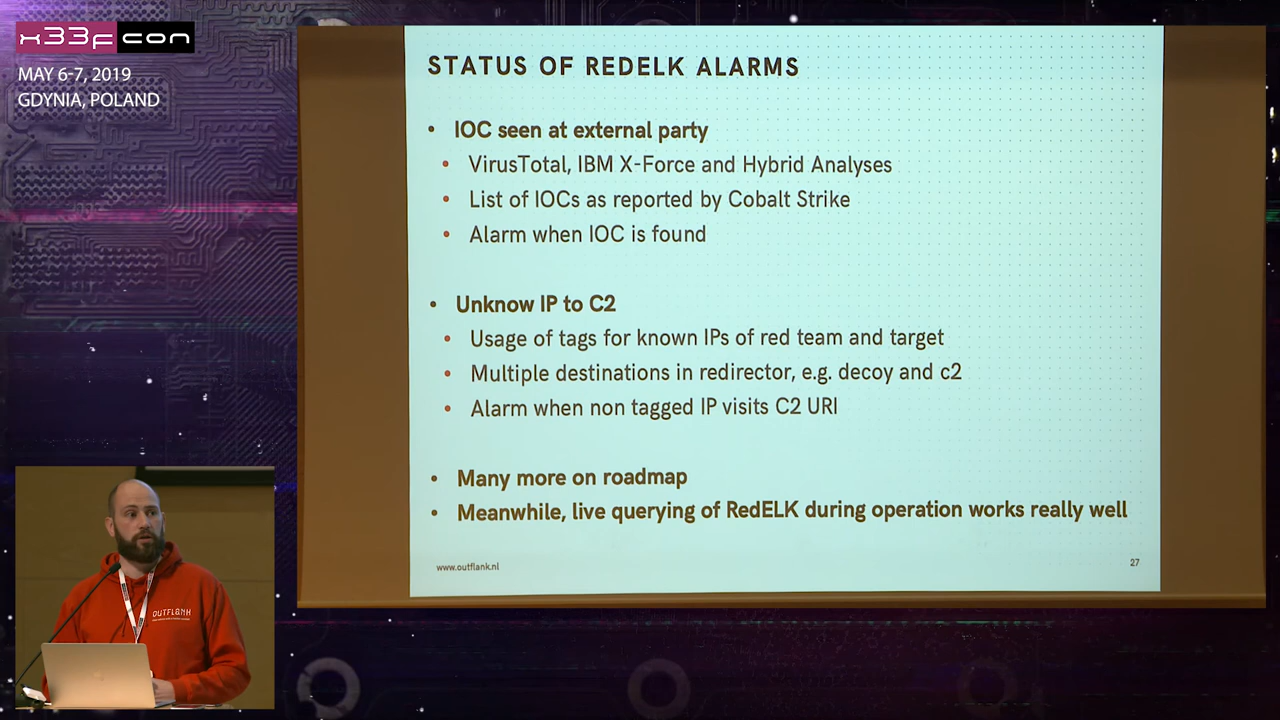 x33fcon
MAY 6-7, 2019
GDYNIA, POLAND
STATUS OF REDELK ALARMS
• IOC seen at external party
• VirusTotal, IBM X-Force and Hybrid Analyses
• List of IOCs as reported by Cobalt Strike
• Alarm when IOC is found
• Unknow IP to C2
• Usage of tags for known IPs of red team and target
• Multiple destinations in redirector, e.g. decoy and c2
• Alarm when non tagged IP visits C2 URI
• Many more on roadmap
• Meanwhile, live querying of RedELK during operation works really well
www.outflank.nl
27
OUTFLANK